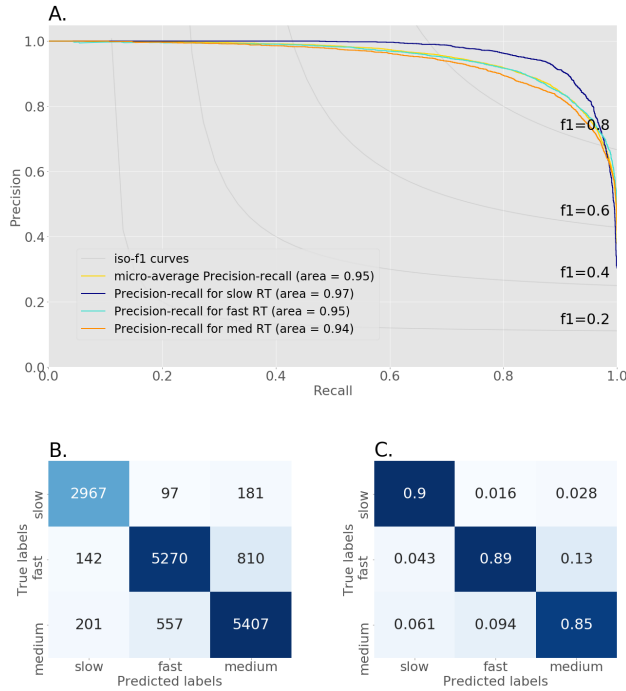 A.
1.0
0.8
0.6
0.4
0.2
0.0
Precision
f1=0.8
f1=0.6
f1=0.4
f1=0.2
iso-f1 curves
micro-average Precision-recall (area = 0.95)
Precision-recall for slow RT (area = 0.97)
Precision-recall for fast RT (area = 0.95)
Precision-recall for med RT (area = 0.94)
0.0 0.2 0.4 0.6 0.8 1.0
Recall
B.
True labels
slow
fast
medium
2967 97 181
142 5270 810
201 557 5407
slow fast medium
Predicted labels
C.
True labels
slow
fast
medium
0.9 0.016 0.028
0.043 0.89 0.13
0.061 0.094 0.85
slow fast medium
Predicted labels